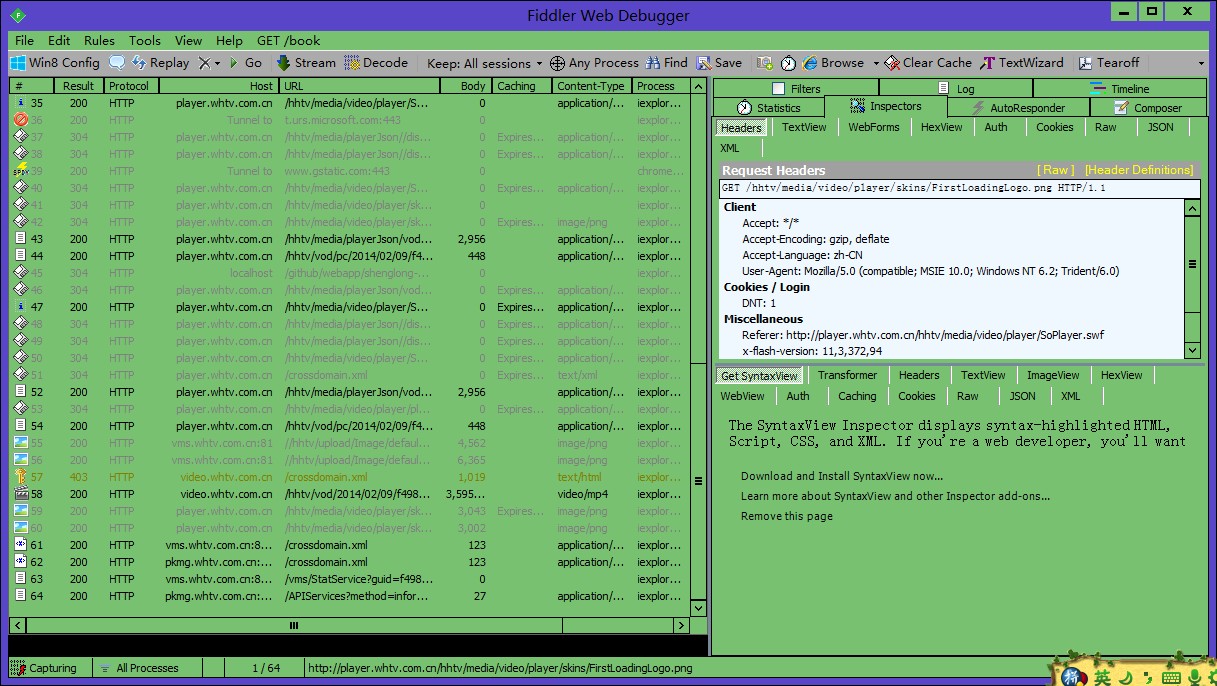 Fiddler Web Debugger
File Edit Rules Tools View Help GET /book
Win8 Config Replay Go Stream Decode Keep: All sessions Any Process Find Save Browse Clear Cache TextWizard Tearoff
# Result Protocol Host URL Body Caching Content-Type Process
35 200 HTTP player.whtv.com.cn /hhtv/media/video/player/S... 0 application/... iexplor...
36 200 HTTP Tunnel to t.urs.microsoft.com:443 0 iexplor...
37 304 HTTP player.whtv.com.cn /hhtv/media/playerJson//dis... 0 Expires... application/... iexplor...
38 304 HTTP player.whtv.com.cn /hhtv/media/playerJson//dis... 0 Expires... application/... iexplor...
39 200 HTTP Tunnel to www.gstatic.com:443 0 chrome...
40 304 HTTP player.whtv.com.cn /hhtv/media/video/player/S... 0 Expires... application/... iexplor...
41 304 HTTP player.whtv.com.cn /hhtv/media/video/player/sk... 0 Expires... application/... iexplor...
42 304 HTTP player.whtv.com.cn /hhtv/media/video/player/sk... 0 Expires... image/png iexplor...
43 200 HTTP player.whtv.com.cn /hhtv/media/playerJson/vod... 2,956 application/... iexplor...
44 200 HTTP player.whtv.com.cn /hhtv/vod/pc/2014/02/09/f4... 448 application/... iexplor...
45 304 HTTP localhost /github/webapp/shenglong-... 0 application/... iexplor...
46 304 HTTP player.whtv.com.cn /hhtv/media/playerJson/vod... 0 Expires... application/... iexplor...
47 200 HTTP player.whtv.com.cn /hhtv/media/video/player/S... 0 Expires... application/... iexplor...
48 304 HTTP player.whtv.com.cn /hhtv/media/playerJson//dis... 0 Expires... application/... iexplor...
49 304 HTTP player.whtv.com.cn /hhtv/media/playerJson//dis... 0 Expires... application/... iexplor...
50 304 HTTP player.whtv.com.cn /hhtv/media/video/player/S... 0 Expires... application/... iexplor...
51 304 HTTP player.whtv.com.cn /crossdomain.xml 0 Expires... text/xml iexplor...
52 200 HTTP player.whtv.com.cn /hhtv/media/playerJson/vod... 2,956 application/... iexplor...
53 304 HTTP player.whtv.com.cn /hhtv/media/video/player/pl... 0 Expires... application/... iexplor...
54 200 HTTP player.whtv.com.cn /hhtv/vod/pc/2014/02/09/f4... 448 application/... iexplor...
55 200 HTTP vms.whtv.com.cn:81 //hhtv/upload/Image/defaul... 4,562 image/png iexplor...
56 200 HTTP vms.whtv.com.cn:81 //hhtv/upload/Image/defaul... 6,365 image/png iexplor...
57 403 HTTP video.whtv.com.cn /crossdomain.xml 1,019 text/html iexplor...
58 200 HTTP video.whtv.com.cn /hhtv/vod/2014/02/09/f498... 3,595... video/mp4 iexplor...
59 200 HTTP player.whtv.com.cn /hhtv/media/video/player/sk... 3,043 Expires... image/png iexplor...
60 200 HTTP player.whtv.com.cn /hhtv/media/video/player/sk... 3,002 image/png iexplor...
61 200 HTTP vms.whtv.com.cn:8... /crossdomain.xml 123 application/... iexplor...
62 200 HTTP pkmg.whtv.com.cn:... /crossdomain.xml 123 application/... iexplor...
63 200 HTTP vms.whtv.com.cn:8... /vms/StatService?guid=f498... 0 iexplor...
64 200 HTTP pkmg.whtv.com.cn:... /APIServices?method=infor... 27 application/... iexplor...
Filters Log Timeline
Statistics Inspectors AutoResponder Composer
Headers TextView WebForms HexView Auth Cookies Raw JSON
XML
Request Headers [ Raw ] [Header Definitions]
GET /hhtv/media/video/player/skins/FirstLoadingLogo.png HTTP/1.1
Client
Accept: */*
Accept-Encoding: gzip, deflate
Accept-Language: zh-CN
User-Agent: Mozilla/5.0 (compatible; MSIE 10.0; Windows NT 6.2; Trident/6.0)
Cookies / Login
DNT: 1
Miscellaneous
Referer: http://player.whtv.com.cn/hhtv/media/video/player/SoPlayer.swf
x-flash-version: 11,3,372,94
Get SyntaxView Transformer Headers TextView ImageView HexView
WebView Auth Caching Cookies Raw JSON XML
The SyntaxView Inspector displays syntax-highlighted HTML,
Script, CSS, and XML. If you're a web developer, you'll want
Download and Install SyntaxView now...
Learn more about SyntaxView and other Inspector add-ons...
Remove this page
Capturing All Processes 1 / 64 http://player.whtv.com.cn/hhtv/media/video/player/skins/FirstLoadingLogo.png
英